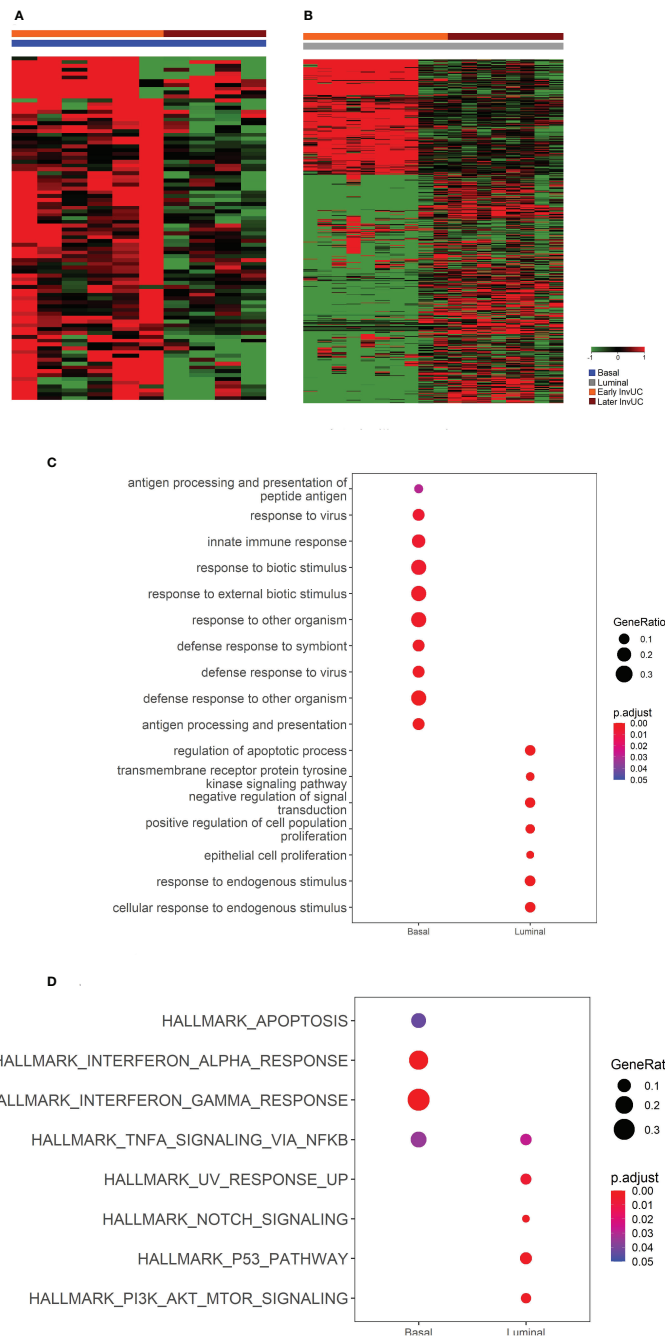 A
B
-1 0 1
Basal
Luminal
Early InvUC
Later InvUC
C
antigen processing and presentation of
peptide antigen
response to virus
innate immune response
response to biotic stimulus
response to external biotic stimulus
response to other organism
defense response to symbiont
defense response to virus
defense response to other organism
antigen processing and presentation
regulation of apoptotic process
transmembrane receptor protein tyrosine
kinase signaling pathway
negative regulation of signal
transduction
positive regulation of cell population
proliferation
epithelial cell proliferation
response to endogenous stimulus
cellular response to endogenous stimulus
Basal Luminal
GeneRatio
0.1
0.2
0.3
p.adjust
0.00
0.01
0.02
0.03
0.04
0.05
D
HALLMARK_APOPTOSIS
HALLMARK_INTERFERON_ALPHA_RESPONSE
ALLMARK_INTERFERON_GAMMA_RESPONSE
HALLMARK_TNFA_SIGNALING_VIA_NFKB
HALLMARK_UV_RESPONSE_UP
HALLMARK_NOTCH_SIGNALING
HALLMARK_P53_PATHWAY
HALLMARK_PI3K_AKT_MTOR_SIGNALING
Basal Luminal
GeneRat
0.1
0.2
0.3
p.adjust
0.00
0.01
0.02
0.03
0.04
0.05